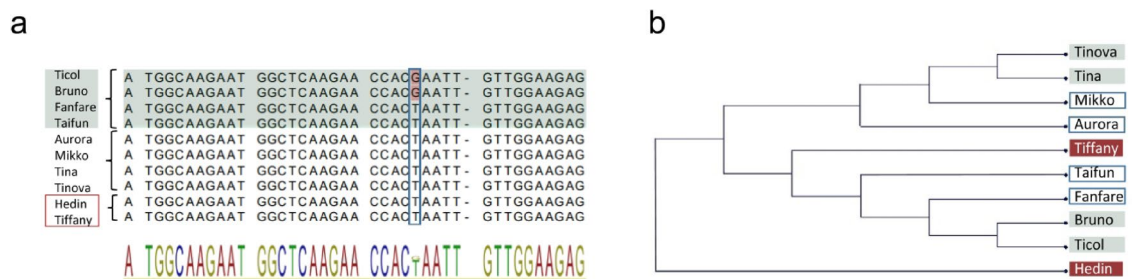 a
Ticol A TGGCAAGAAT GGCTCAAGAA CCACGAATT- GTTGGAAGAG
Bruno A TGGCAAGAAT GGCTCAAGAA CCACGAATT- GTTGGAAGAG
Fanfare A TGGCAAGAAT GGCTCAAGAA CCACTAATT- GTTGGAAGAG
Taifun A TGGCAAGAAT GGCTCAAGAA CCACTAATT- GTTGGAAGAG
Aurora A TGGCAAGAAT GGCTCAAGAA CCACTAATT- GTTGGAAGAG
Mikko A TGGCAAGAAT GGCTCAAGAA CCACTAATT- GTTGGAAGAG
Tina A TGGCAAGAAT GGCTCAAGAA CCACTAATT- GTTGGAAGAG
Tinova A TGGCAAGAAT GGCTCAAGAA CCACTAATT- GTTGGAAGAG
Hedin A TGGCAAGAAT GGCTCAAGAA CCACTAATT- GTTGGAAGAG
Tiffany A TGGCAAGAAT GGCTCAAGAA CCACTAATT- GTTGGAAGAG
A TGGCAAGAAT GGCTCAAGAA CCAC AATT GTTGGAAGAG
b
Tinova
Tina
Mikko
Aurora
Tiffany
Taifun
Fanfare
Bruno
Ticol
Hedin